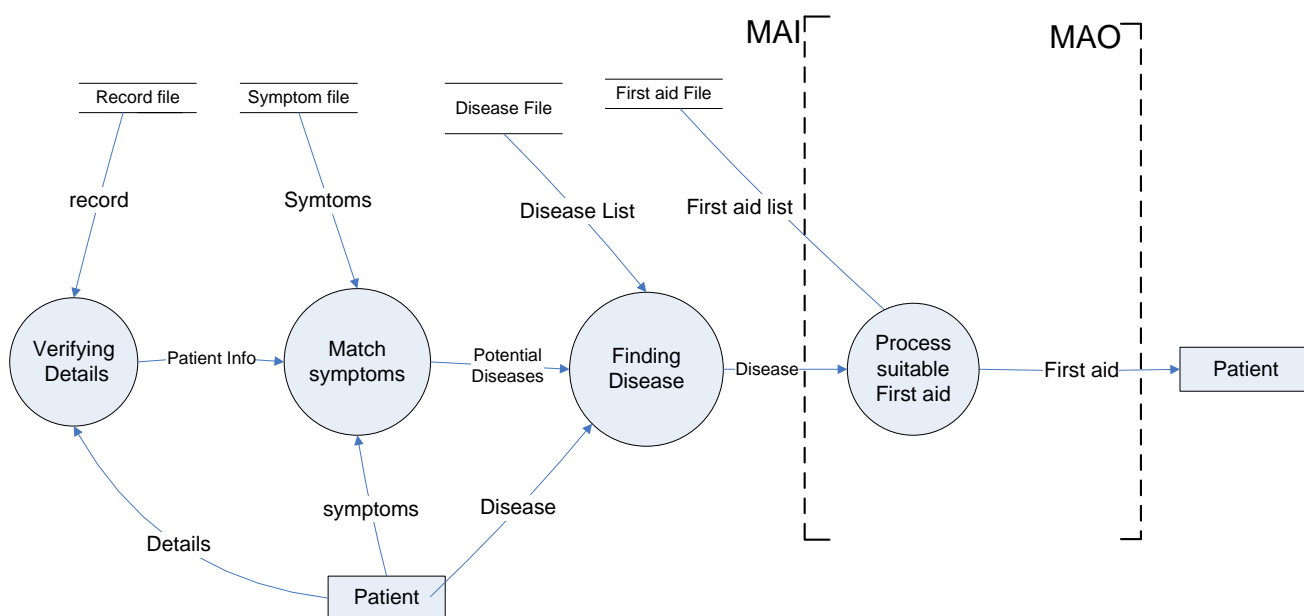 MAI
MAO
Record file
Symptom file
Disease File
First aid File
record
Symtoms
Disease List
First aid list
Verifying
Details
Patient Info
Match
symptoms
Potential
Diseases
Finding
Disease
Disease
Process
suitable
First aid
First aid
Patient
symptoms
Disease
Details
Patient